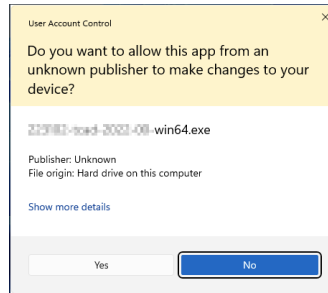 User Account Control
×
Do you want to allow this app from an
unknown publisher to make changes to your
device?
-win64.exe
Publisher: Unknown
File origin: Hard drive on this computer
Show more details
Yes
No